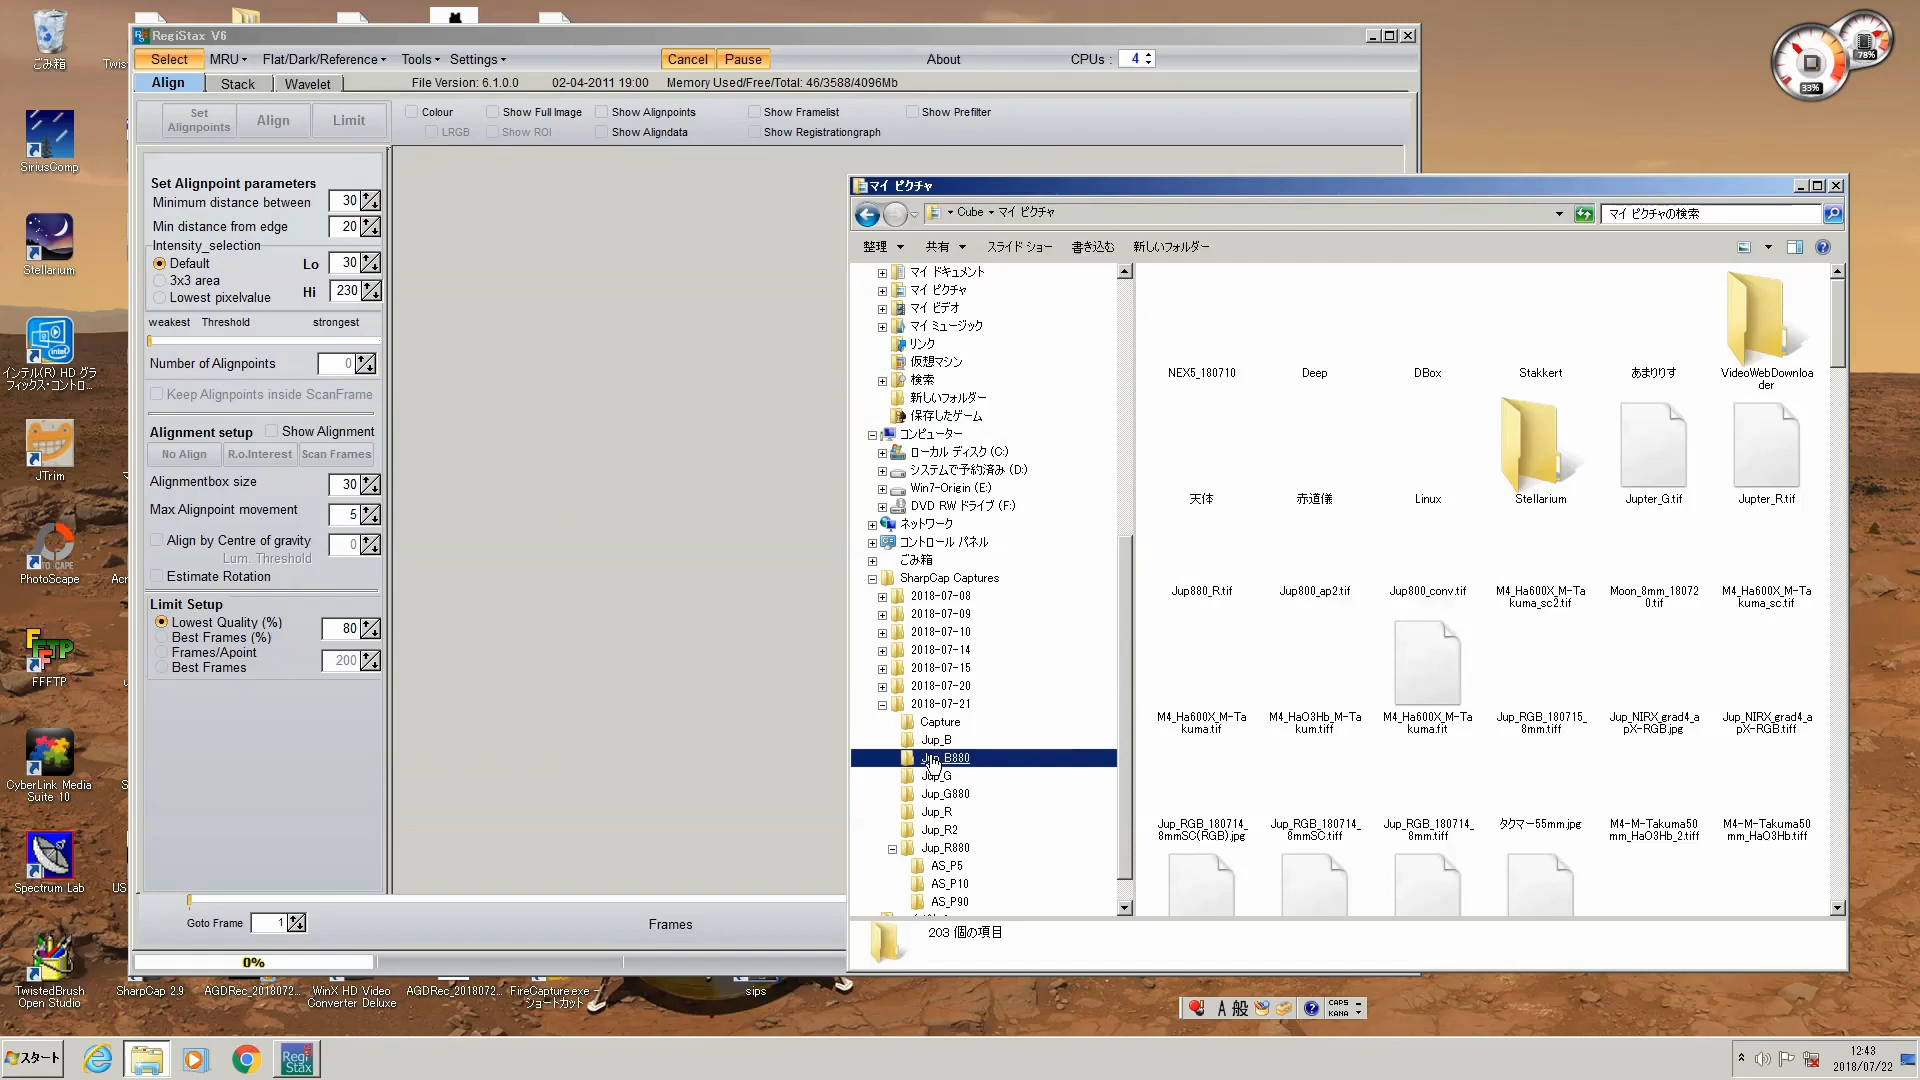 RegiStax V6
Select MRU Flat/Dark/Reference Tools Settings Cancel Pause About CPUs : 4
Align Stack Wavelet File Version: 6.1.0.0 02-04-2011 19:00 Memory Used/Free/Total: 46/3588/4096Mb
Set Alignpoints Align Limit
Colour Show Full Image Show Alignpoints Show Framelist Show Prefilter
LRGB Show ROI Show Aligndata Show Registrationgraph
Set Alignpoint parameters
Minimum distance between 30
Min distance from edge 20
Intensity_selection
Default Lo 30
3x3 area
Lowest pixelvalue Hi 230
weakest Threshold strongest
Number of Alignpoints 0
Keep Alignpoints inside ScanFrame
Alignment setup Show Alignment
No Align R.o.Interest Scan Frames
Alignmentbox size 30
Max Alignpoint movement 5
Align by Centre of gravity 0
Lum. Threshold
Estimate Rotation
Limit Setup
Lowest Quality (%) 80
Best Frames (%)
Frames/Apoint 200
Best Frames
Goto Frame 1 Frames
0%
マイ ピクチャ
Cube マイ ピクチャ マイ ピクチャの検索
整理 共有 スライド ショー 書き込む 新しいフォルダー
マイ ドキュメント
マイ ピクチャ
マイ ビデオ
マイ ミュージック
リンク
仮想マシン
検索
新しいフォルダー
保存したゲーム
コンピューター
ローカル ディスク (C:)
システムで予約済み (D:)
Win7-Origin (E:)
DVD RW ドライブ (F:)
ネットワーク
コントロール パネル
ごみ箱
SharpCap Captures
2018-07-08
2018-07-09
2018-07-10
2018-07-14
2018-07-15
2018-07-20
2018-07-21
Capture
Jup_B
Jup_B880
Jup_G
Jup_G880
Jup_R
Jup_R2
Jup_R880
AS_P5
AS_P10
AS_P90
NEX5_180710 Deep DBox Stakkert あまりりす VideoWebDownloader
天体 赤道儀 Linux Stellarium Jupter_G.tif Jupter_R.tif
Jup880_R.tif Jup800_ap2.tif Jup800_conv.tif M4_Ha600X_M-Takuma_sc2.tif Moon_8mm_180720.tif M4_Ha600X_M-Takuma_sc.tif
M4_Ha600X_M-Takuma.tif M4_HaO3Hb_M-Takum.tiff M4_Ha600X_M-Takuma.fit Jup_RGB_180715_8mm.tiff Jup_NIRX_grad4_apX-RGB.jpg Jup_NIRX_grad4_apX-RGB.tiff
Jup_RGB_180714_8mmSC(RGB).jpg Jup_RGB_180714_8mmSC.tiff Jup_RGB_180714_8mm.tiff タクマー55mm.jpg M4-M-Takuma50mm_HaO3Hb_2.tiff M4-M-Takuma50mm_HaO3Hb.tiff
203 個の項目
ごみ箱
Twis
SiriusComp
Stellarium
インテル(R) HD グラフィックス・コントロ...
JTrim
PhotoScape
Acr
FFFTP
CyberLink Media Suite 10
Spectrum Lab
US
TwistedBrush Open Studio
SharpCap 2.9
AGDRec_2018072...
WinX HD Video Converter Deluxe
AGDRec_2018072...
FireCapture.exe - ショートカット
sips
33%
78%
A 般 CAPS KANA
スタート
12:43
2018/07/22